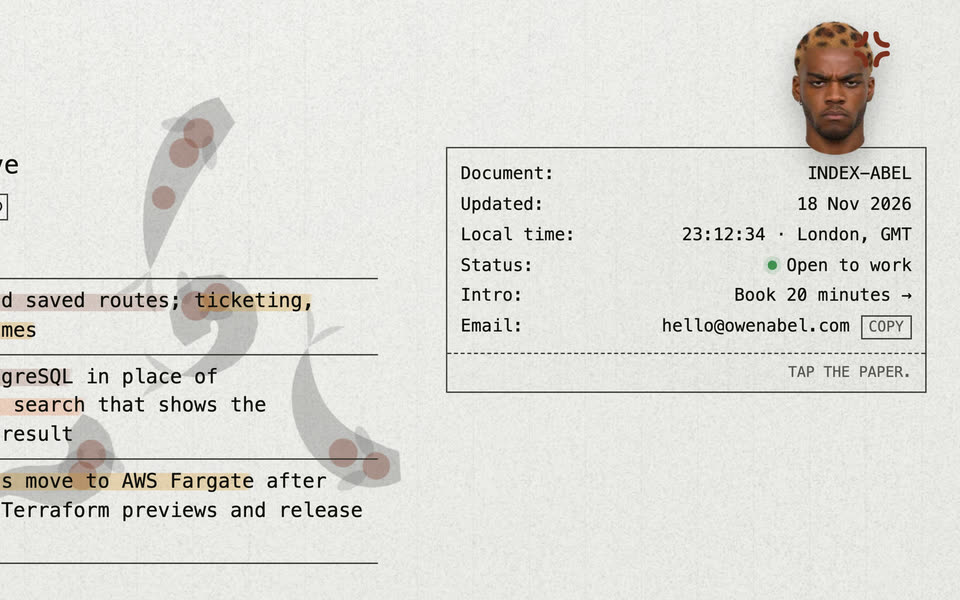 ve
Document: INDEX—ABEL
Updated: 18 Nov 2026
Local time: 23:12:34 · London, GMT
Status: Open to work
Intro: Book 20 minutes →
Email: hello@owenabel.com COPY
TAP THE PAPER.
d saved routes; ticketing,
mes
greSQL in place of
search that shows the
result
s move to AWS Fargate after
Terraform previews and release